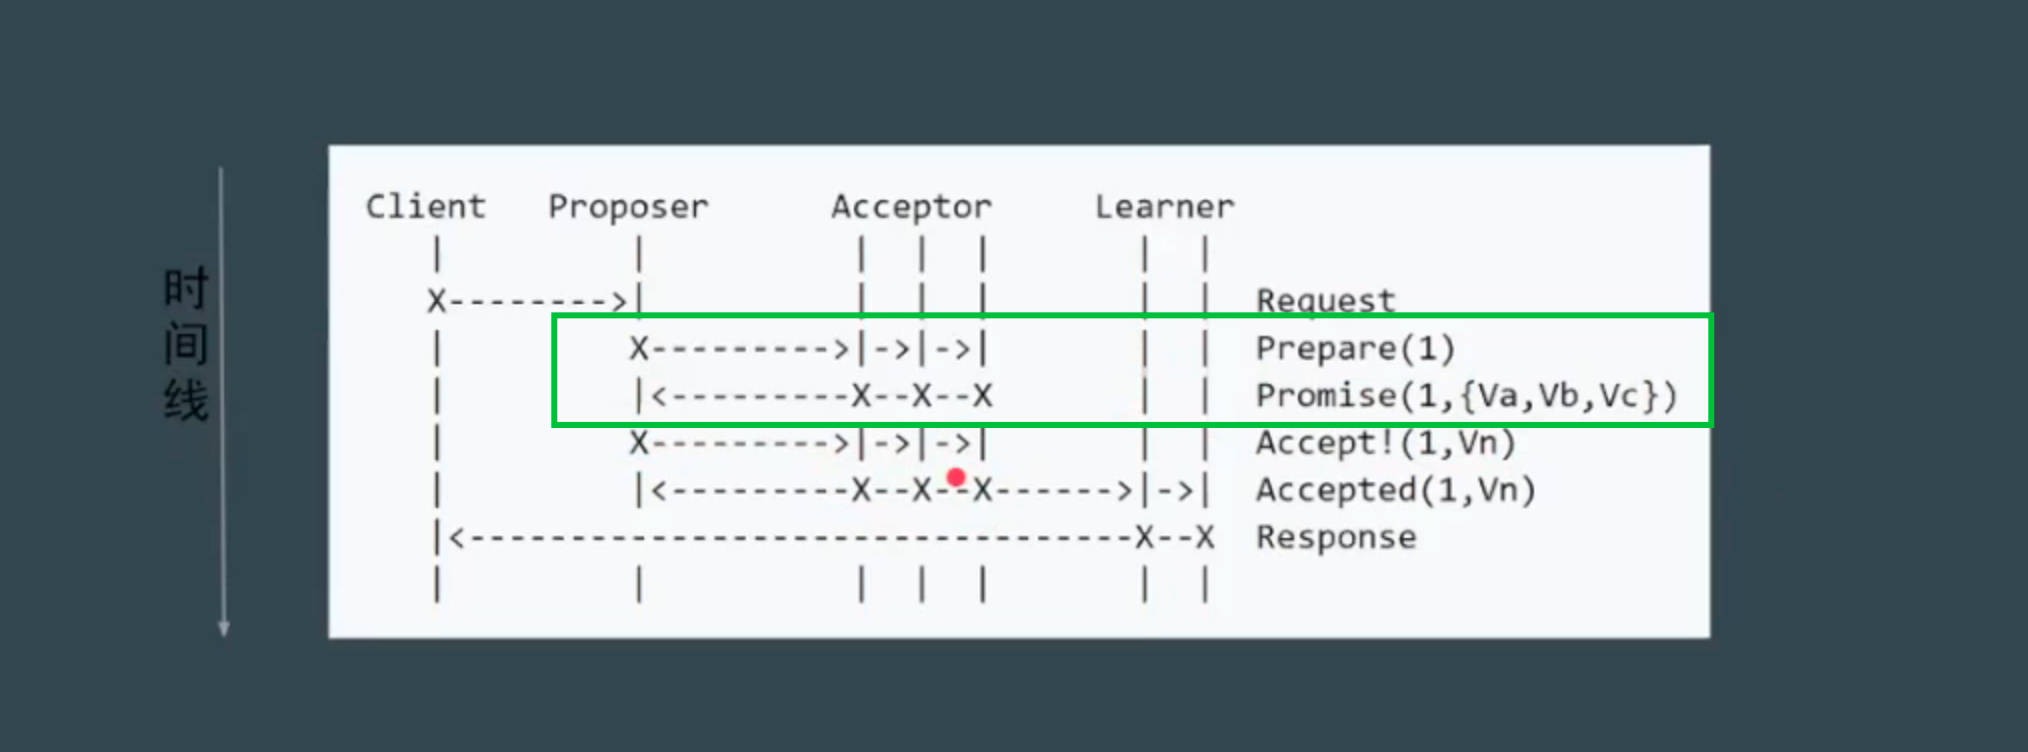 时间线
Client   Proposer      Acceptor     Learner
   |         |          |  |  |       |  |
   X-------->|          |  |  |       |  |  Request
   |         X--------->|->|->|       |  |  Prepare(1)
   |         |<---------X--X--X       |  |  Promise(1,{Va,Vb,Vc})
   |         X--------->|->|->|       |  |  Accept!(1,Vn)
   |         |<---------X--X--X------>|->|  Accepted(1,Vn)
   |<---------------------------------X--X  Response
   |         |          |  |  |       |  |